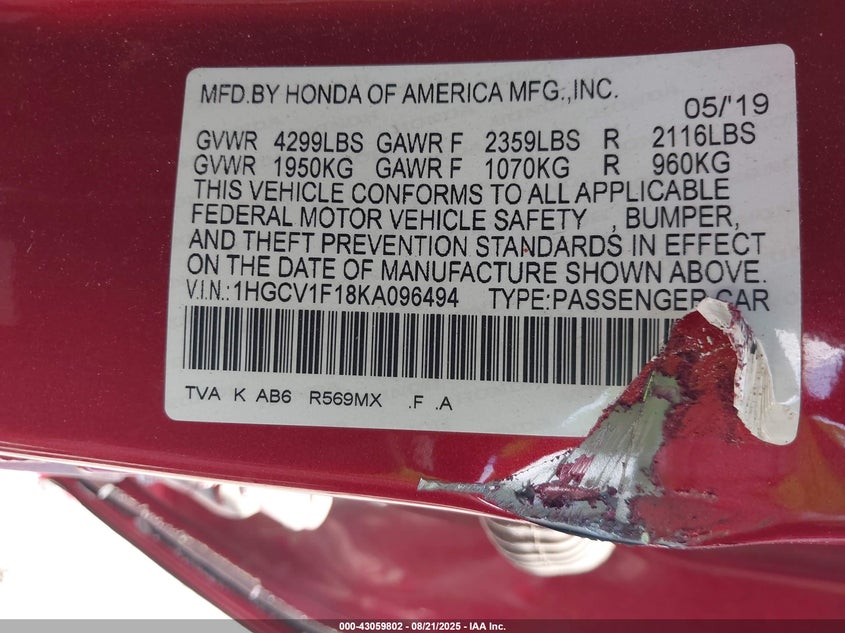 MFD.BY HONDA OF AMERICA MFG.,INC.
05/'19
GVWR 4299LBS GAWR F 2359LBS R 2116LBS
GVWR 1950KG GAWR F 1070KG R 960KG
THIS VEHICLE CONFORMS TO ALL APPLICABLE
FEDERAL MOTOR VEHICLE SAFETY , BUMPER,
AND THEFT PREVENTION STANDARDS IN EFFECT
ON THE DATE OF MANUFACTURE SHOWN ABOVE.
V.I.N.:1HGCV1F18KA096494 TYPE:PASSENGER CAR
TVA K AB6 R569MX .F .A
000-43059802 - 08/21/2025 - IAA Inc.